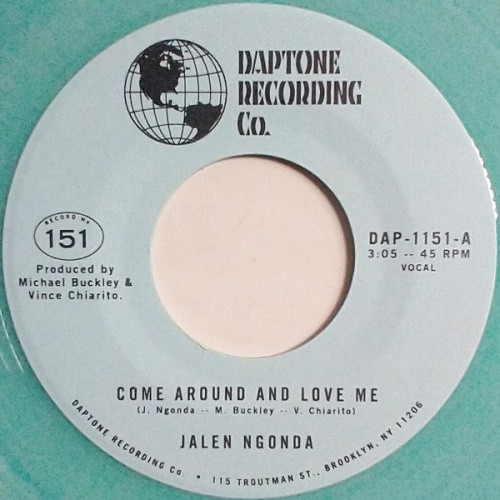 DAPTONE
RECORDING
Co.
RECORD Nº
151
Produced by
Michael Buckley &
Vince Chiarito.
DAP-1151-A
3:05 -- 45 RPM
VOCAL
COME AROUND AND LOVE ME
(J. Ngonda -- M. Buckley -- V. Chiarito)
JALEN NGONDA
DAPTONE RECORDING Co. • 115 TROUTMAN ST., BROOKLYN, NY 11206